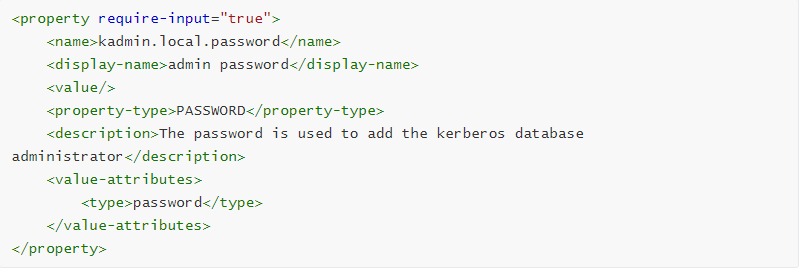 <property require-input="true">
    <name>kadmin.local.password</name>
    <display-name>admin password</display-name>
    <value/>
    <property-type>PASSWORD</property-type>
    <description>The password is used to add the kerberos database
administrator</description>
    <value-attributes>
        <type>password</type>
    </value-attributes>
</property>